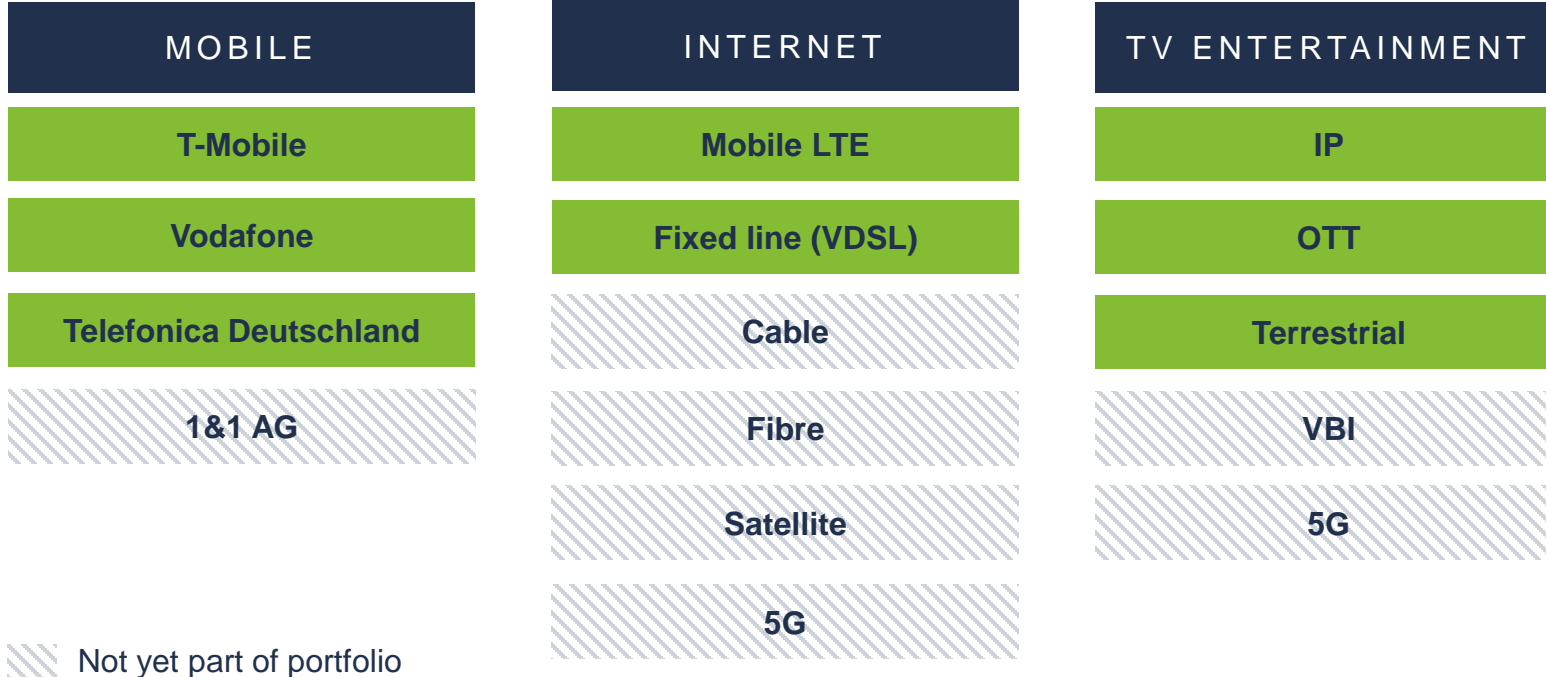 MOBILE
T-Mobile
Vodafone
Telefonica Deutschland
1&1 AG
INTERNET
Mobile LTE
Fixed line (VDSL)
Cable
Fibre
Satellite
5G
TV ENTERTAINMENT
IP
OTT
Terrestrial
VBI
5G
Not yet part of portfolio